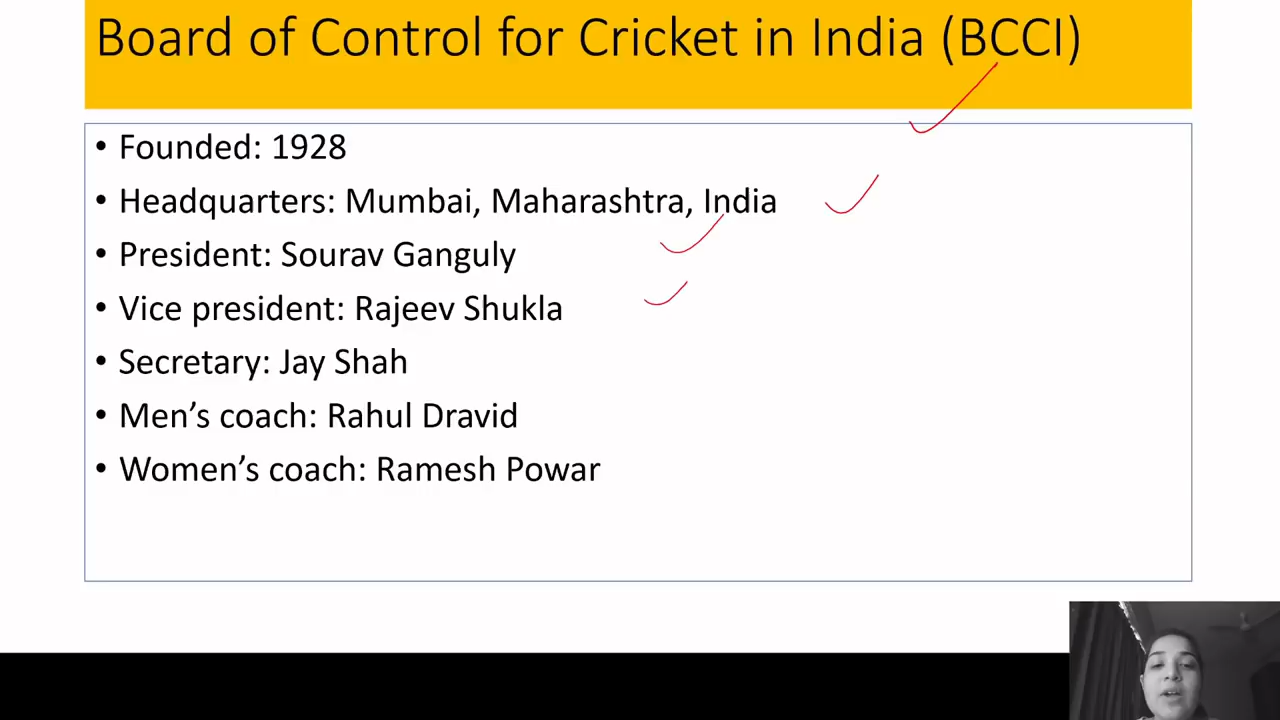 Board of Control for Cricket in India (BCCI)
• Founded: 1928
• Headquarters: Mumbai, Maharashtra, India
• President: Sourav Ganguly
• Vice president: Rajeev Shukla
• Secretary: Jay Shah
• Men’s coach: Rahul Dravid
• Women’s coach: Ramesh Powar